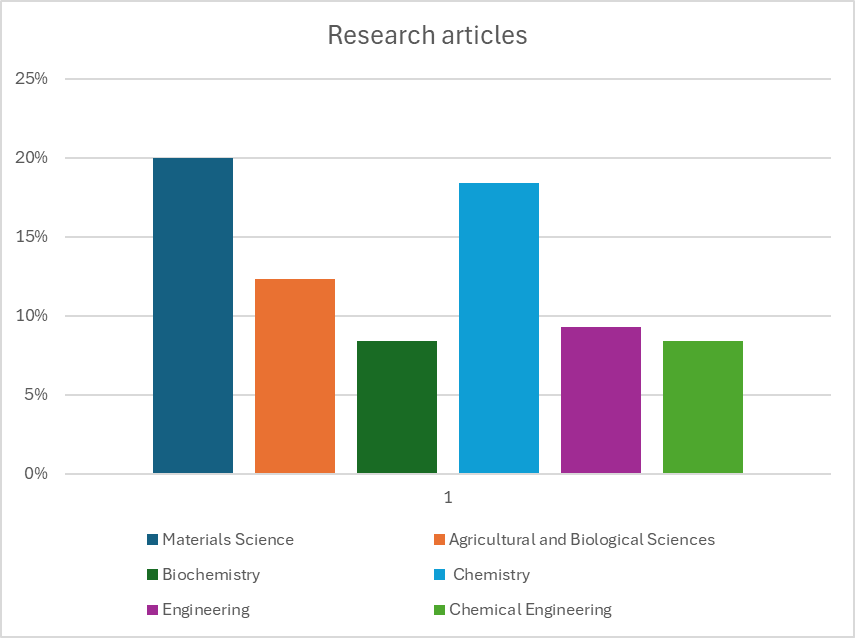 Research articles
25%
20%
15%
10%
5%
0%
1
Materials Science
Agricultural and Biological Sciences
Biochemistry
Chemistry
Engineering
Chemical Engineering